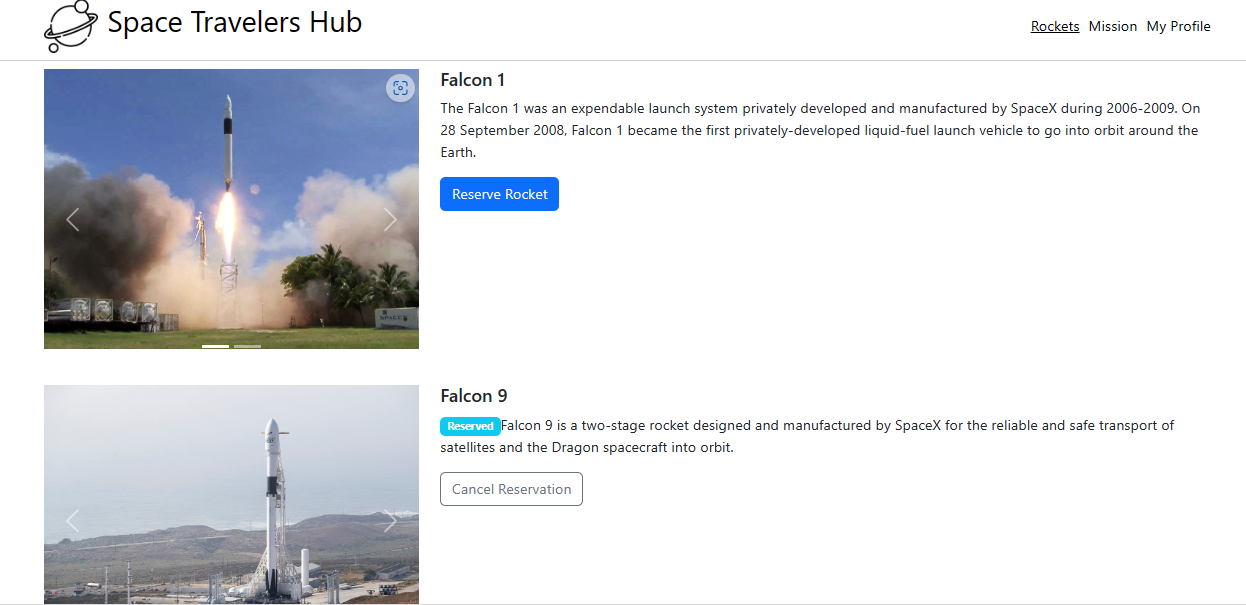 Space Travelers Hub
Rockets Mission My Profile
Falcon 1
The Falcon 1 was an expendable launch system privately developed and manufactured by SpaceX during 2006-2009. On
28 September 2008, Falcon 1 became the first privately-developed liquid-fuel launch vehicle to go into orbit around the
Earth.
Reserve Rocket
SPACEX
Falcon 9
Reserved Falcon 9 is a two-stage rocket designed and manufactured by SpaceX for the reliable and safe transport of
satellites and the Dragon spacecraft into orbit.
Cancel Reservation